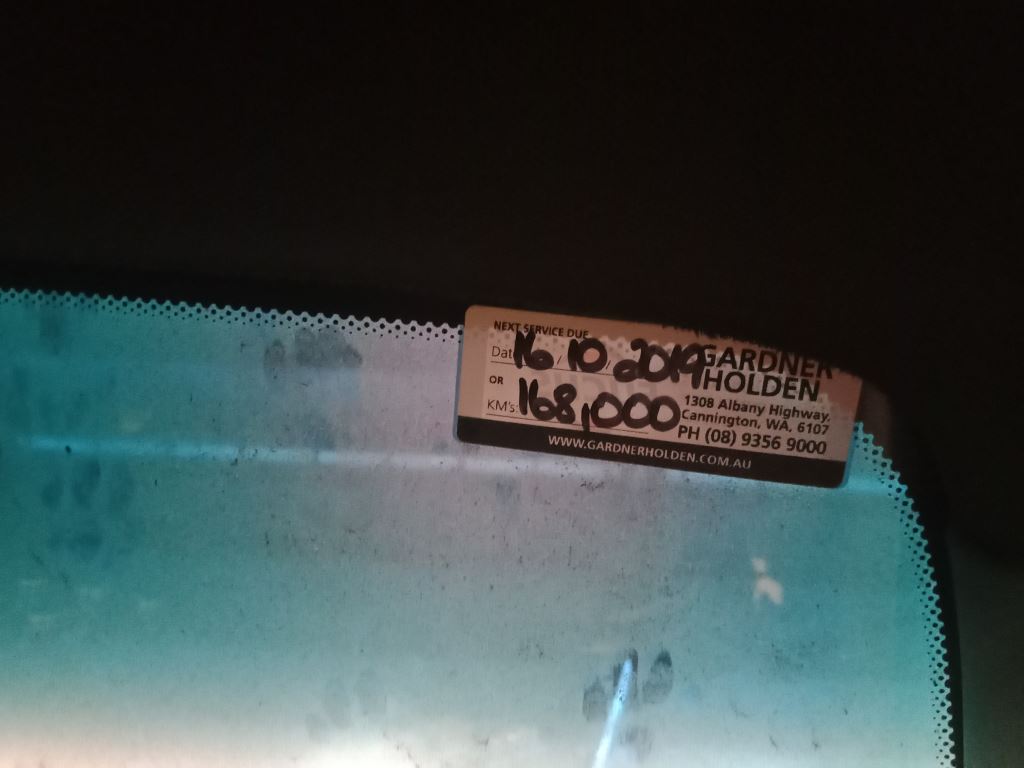 NEXT SERVICE DUE
Date 16/10/2019
OR
KM's: 168,000
GARDNER
HOLDEN
1308 Albany Highway,
Cannington, WA, 6107
PH (08) 9356 9000
WWW.GARDNERHOLDEN.COM.AU